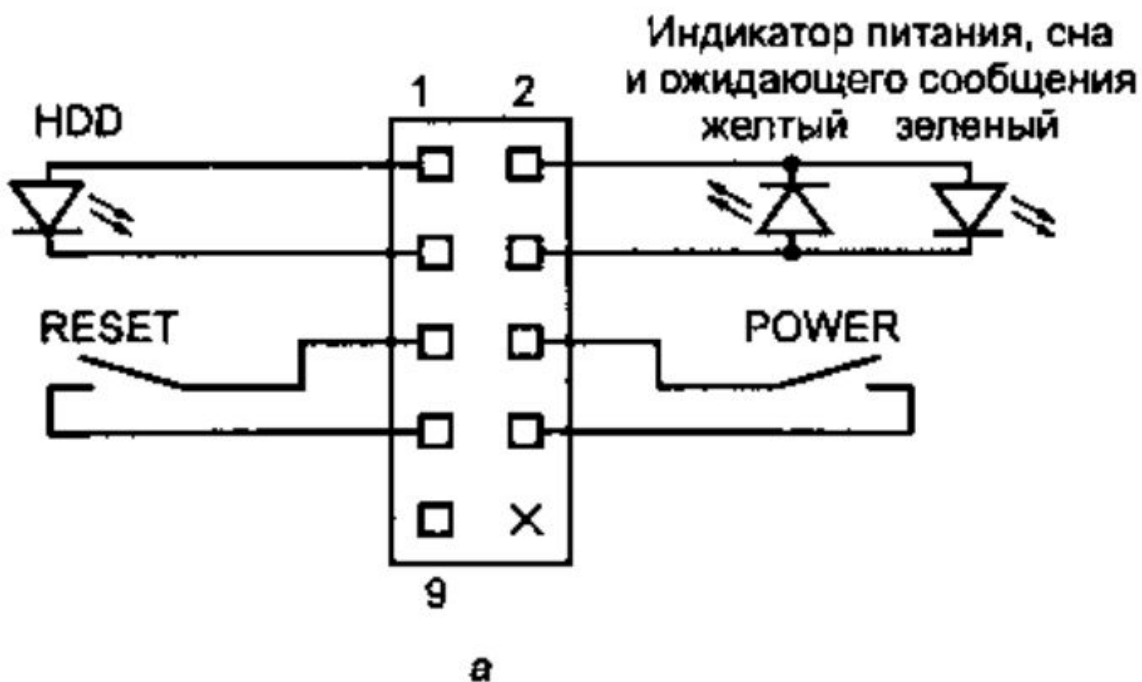 Индикатор питания, сна
и ожидающего сообщения
желтый зеленый
1 2
HDD
RESET
POWER
9
а